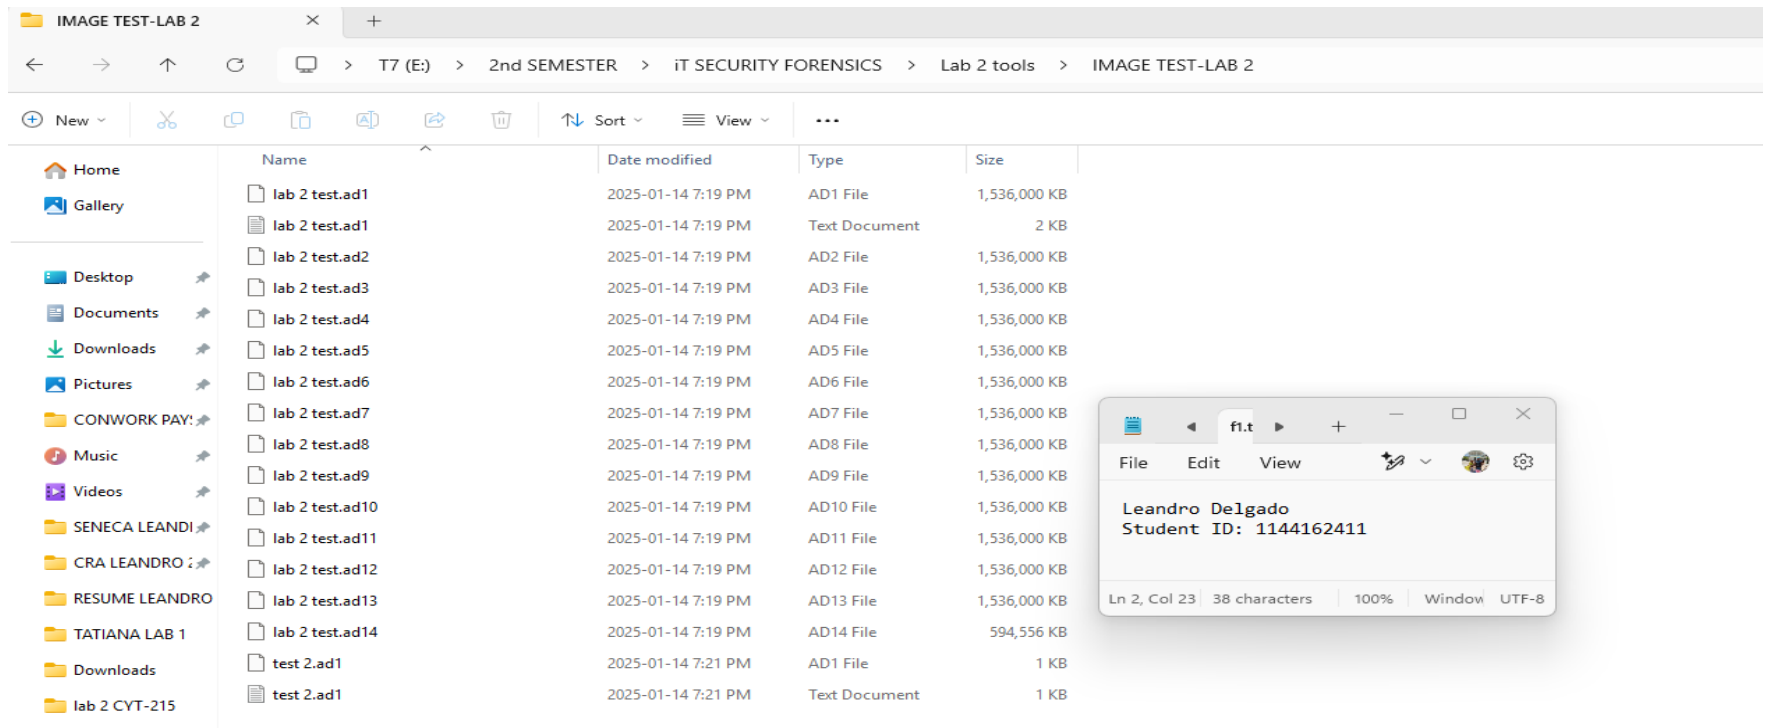 IMAGE TEST-LAB 2
T7 (E:) > 2nd SEMESTER > iT SECURITY FORENSICS > Lab 2 tools > IMAGE TEST-LAB 2
New Sort View
Name Date modified Type Size
lab 2 test.ad1 2025-01-14 7:19 PM AD1 File 1,536,000 KB
lab 2 test.ad1 2025-01-14 7:19 PM Text Document 2 KB
lab 2 test.ad2 2025-01-14 7:19 PM AD2 File 1,536,000 KB
lab 2 test.ad3 2025-01-14 7:19 PM AD3 File 1,536,000 KB
lab 2 test.ad4 2025-01-14 7:19 PM AD4 File 1,536,000 KB
lab 2 test.ad5 2025-01-14 7:19 PM AD5 File 1,536,000 KB
lab 2 test.ad6 2025-01-14 7:19 PM AD6 File 1,536,000 KB
lab 2 test.ad7 2025-01-14 7:19 PM AD7 File 1,536,000 KB
lab 2 test.ad8 2025-01-14 7:19 PM AD8 File 1,536,000 KB
lab 2 test.ad9 2025-01-14 7:19 PM AD9 File 1,536,000 KB
lab 2 test.ad10 2025-01-14 7:19 PM AD10 File 1,536,000 KB
lab 2 test.ad11 2025-01-14 7:19 PM AD11 File 1,536,000 KB
lab 2 test.ad12 2025-01-14 7:19 PM AD12 File 1,536,000 KB
lab 2 test.ad13 2025-01-14 7:19 PM AD13 File 1,536,000 KB
lab 2 test.ad14 2025-01-14 7:19 PM AD14 File 594,556 KB
test 2.ad1 2025-01-14 7:21 PM AD1 File 1 KB
test 2.ad1 2025-01-14 7:21 PM Text Document 1 KB
Home
Gallery
Desktop
Documents
Downloads
Pictures
CONWORK PAY
Music
Videos
SENECA LEAND
CRA LEANDRO
RESUME LEANDRO
TATIANA LAB 1
Downloads
lab 2 CYT-215
f1.t
File Edit View
Leandro Delgado
Student ID: 1144162411
Ln 2, Col 23 38 characters 100% Window UTF-8